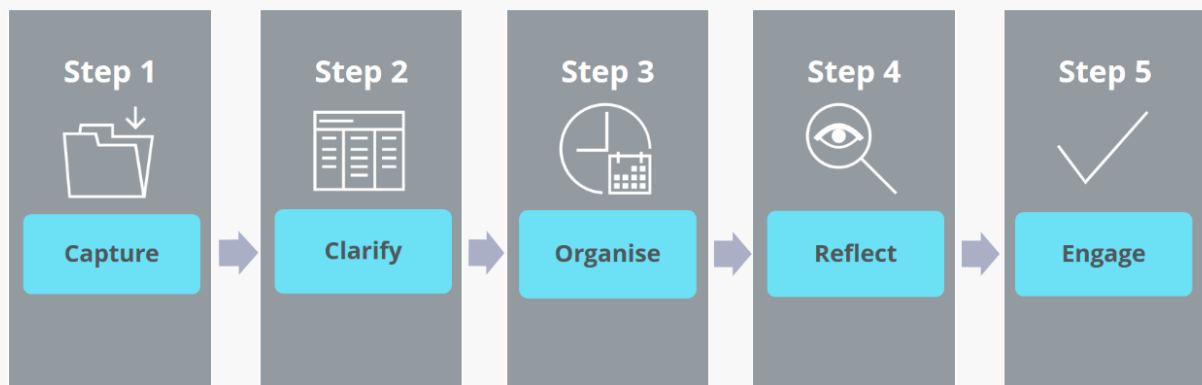 Step 1
Capture
Step 2
Clarify
Step 3
Organise
Step 4
Reflect
Step 5
Engage